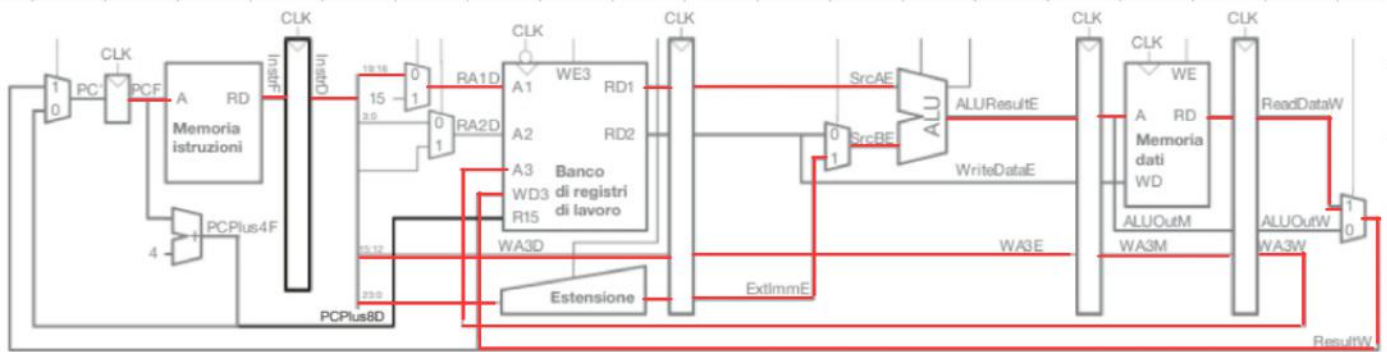 CLK
CLK
CLK
CLK
CLK
CLK
CLK
1
0
PC'
PCF
A
RD
Memoria
istruzioni
InstrF
InstrD
PCPlus4F
4
+
19:16
15
3:0
15:12
23:0
0
1
0
1
RA1D
RA2D
A1
A2
A3
WD3
R15
WE3
RD1
RD2
Banco
di registri
di lavoro
WA3D
Estensione
PCPlus8D
SrcAE
SrcBE
0
1
ALU
ALUResultE
WriteDataE
WA3E
ExtImmE
WE
A
RD
Memoria
dati
WD
ALUOutM
WA3M
ReadDataW
ALUOutW
WA3W
1
0
ResultW